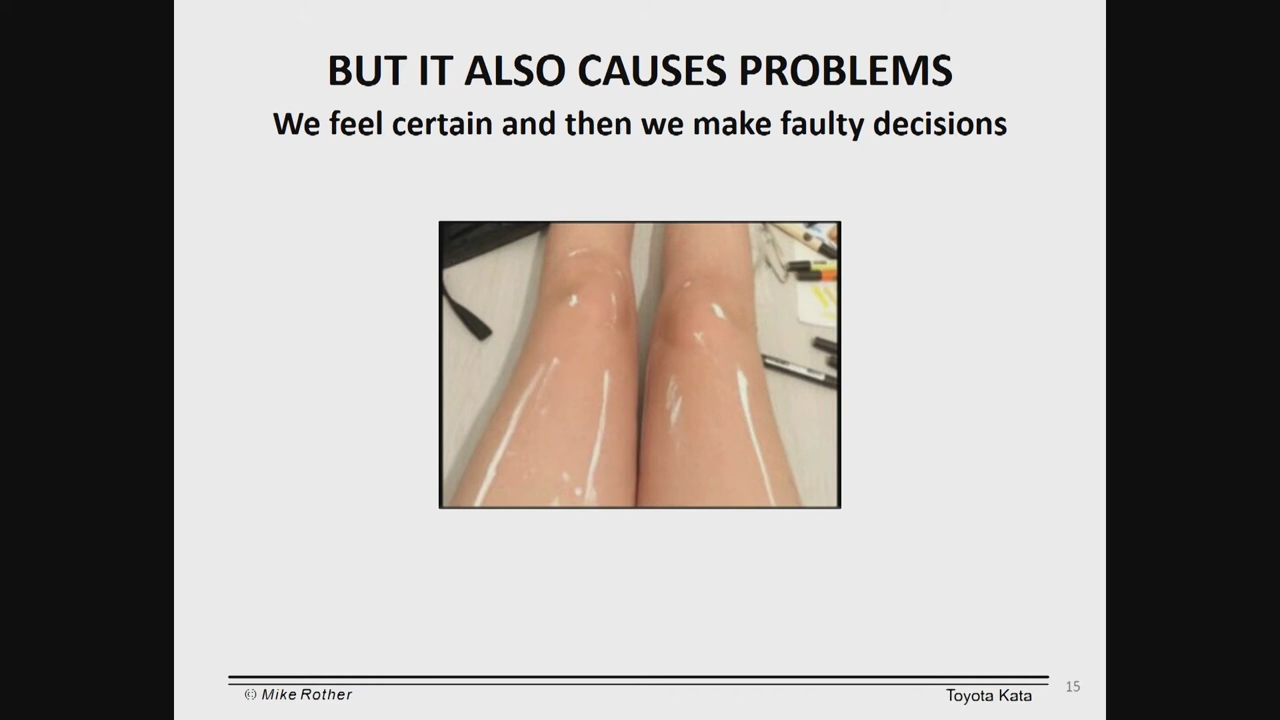 BUT IT ALSO CAUSES PROBLEMS
We feel certain and then we make faulty decisions
© Mike Rother
Toyota Kata
15